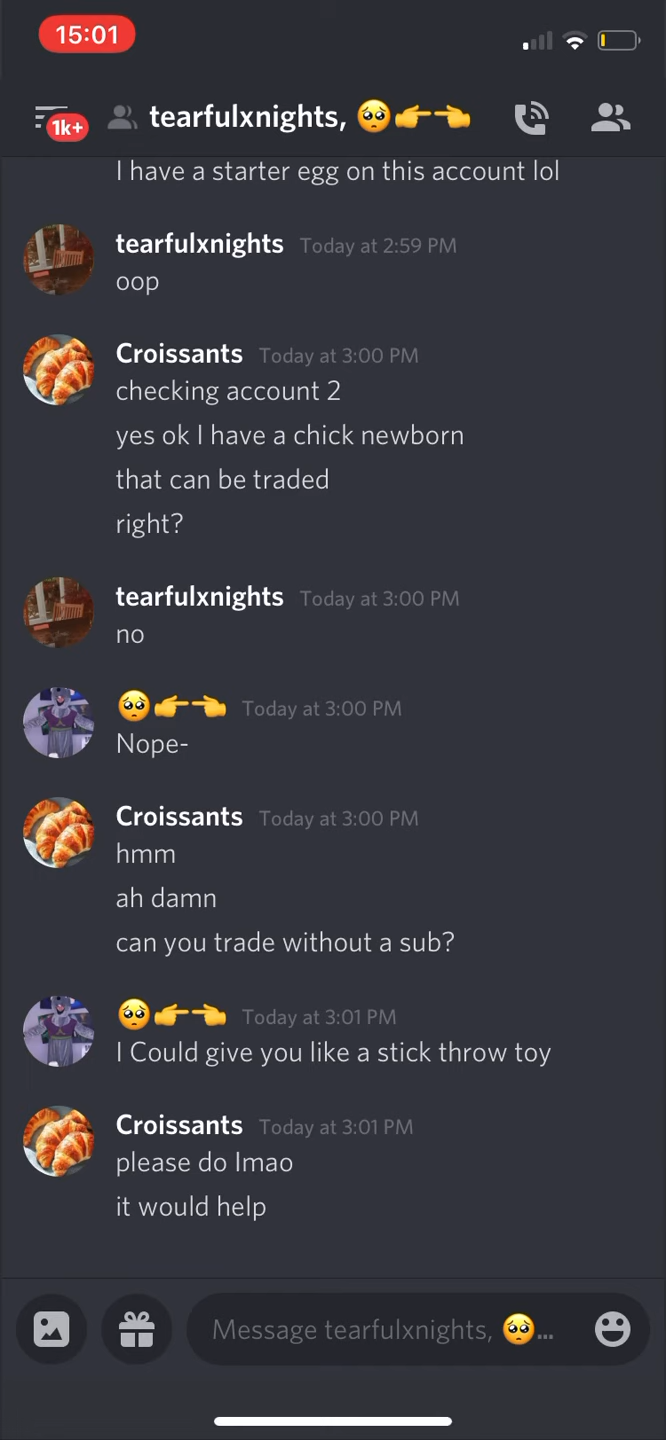 15:01
1k+
tearfulxnights, 🥺👉👈
I have a starter egg on this account lol
tearfulxnights Today at 2:59 PM
oop
Croissants Today at 3:00 PM
checking account 2
yes ok I have a chick newborn
that can be traded
right?
tearfulxnights Today at 3:00 PM
no
🥺👉👈 Today at 3:00 PM
Nope-
Croissants Today at 3:00 PM
hmm
ah damn
can you trade without a sub?
🥺👉👈 Today at 3:01 PM
I Could give you like a stick throw toy
Croissants Today at 3:01 PM
please do lmao
it would help
Message tearfulxnights, 🥺...